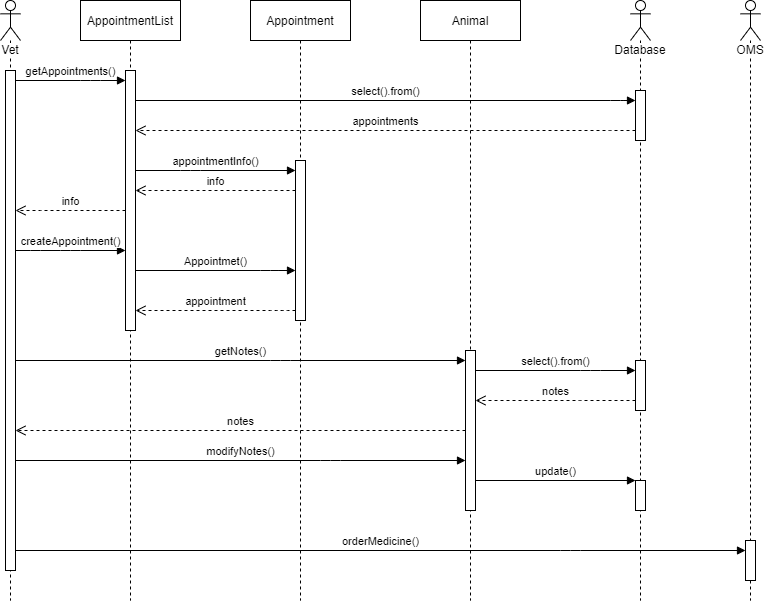 AppointmentList
Appointment
Animal
Vet
Database
OMS
getAppointments()
select().from()
appointments
appointmentInfo()
info
info
createAppointment()
Appointmet()
appointment
getNotes()
select().from()
notes
notes
modifyNotes()
update()
orderMedicine()